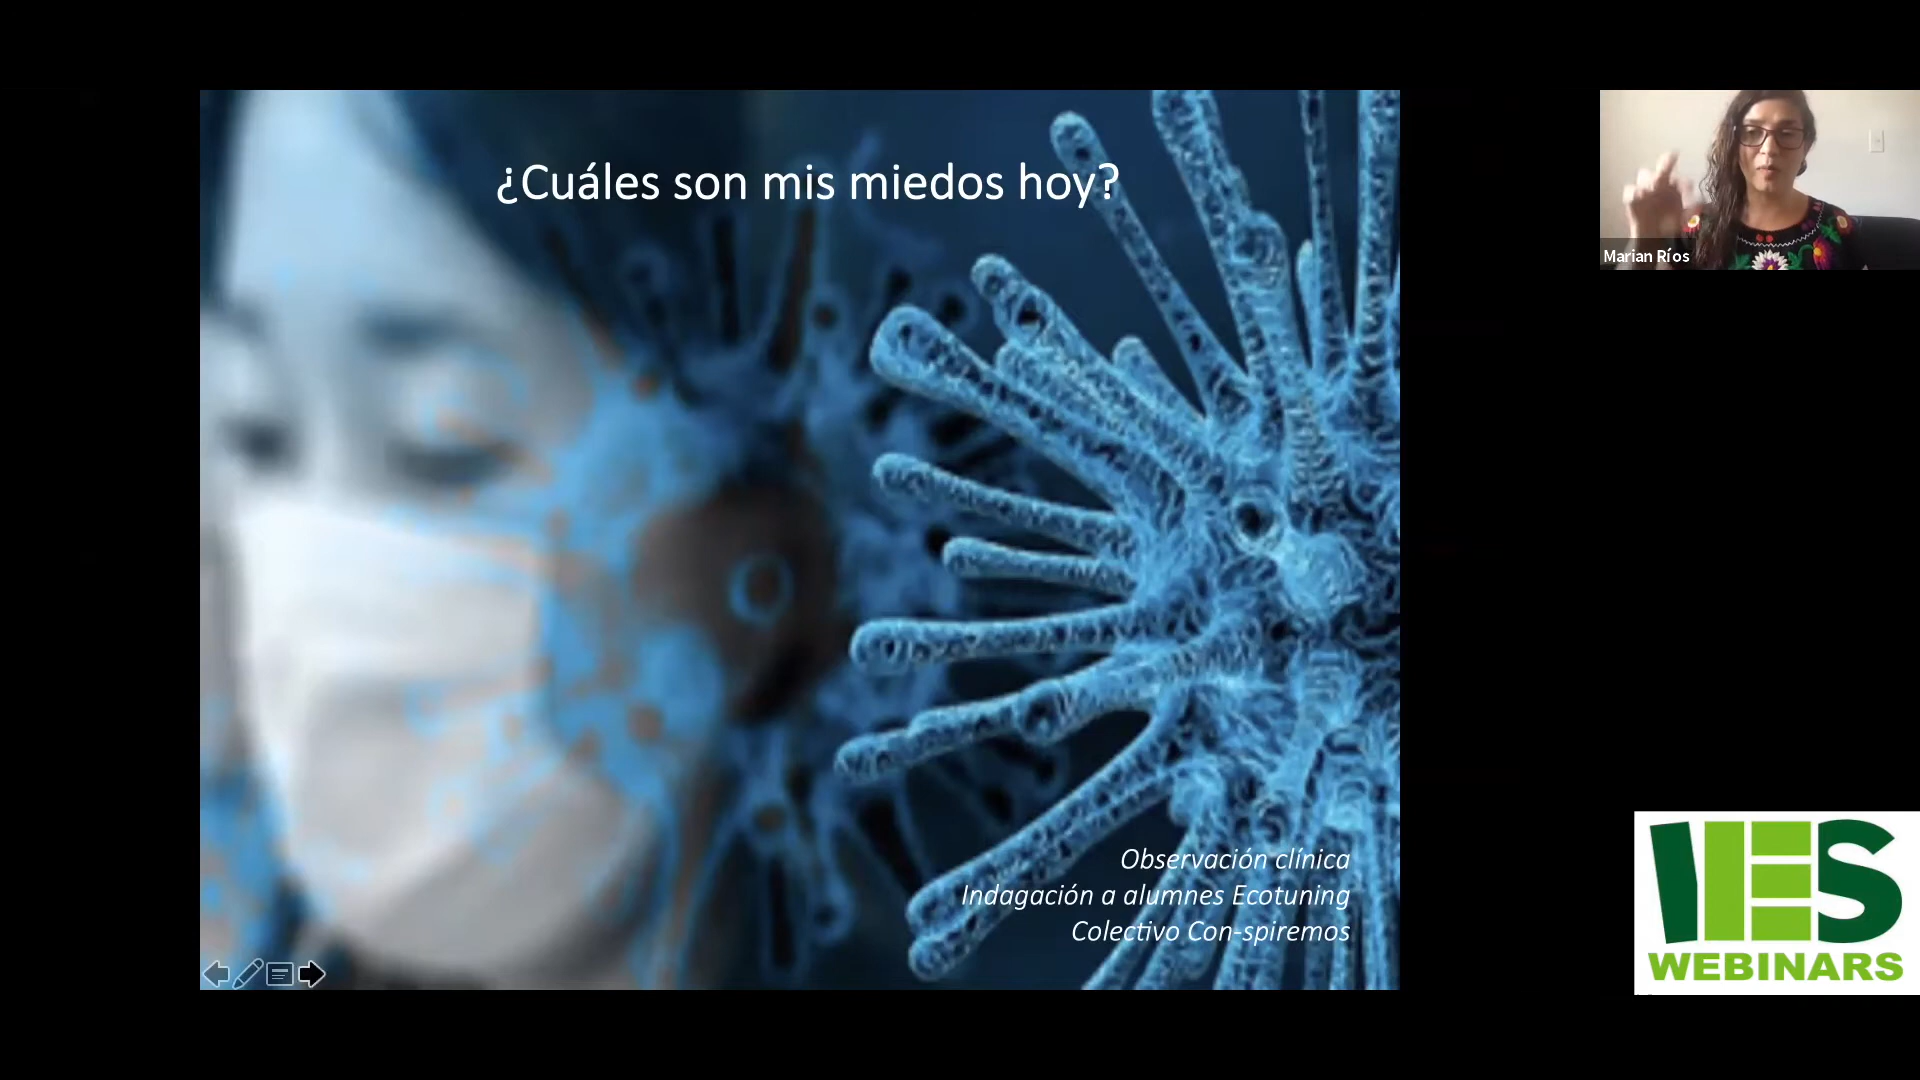 ¿Cuáles son mis miedos hoy?
Marian Ríos
Observación clínica
Indagación a alumnes Ecotuning
Colectivo Con-spiremos
IES
WEBINARS